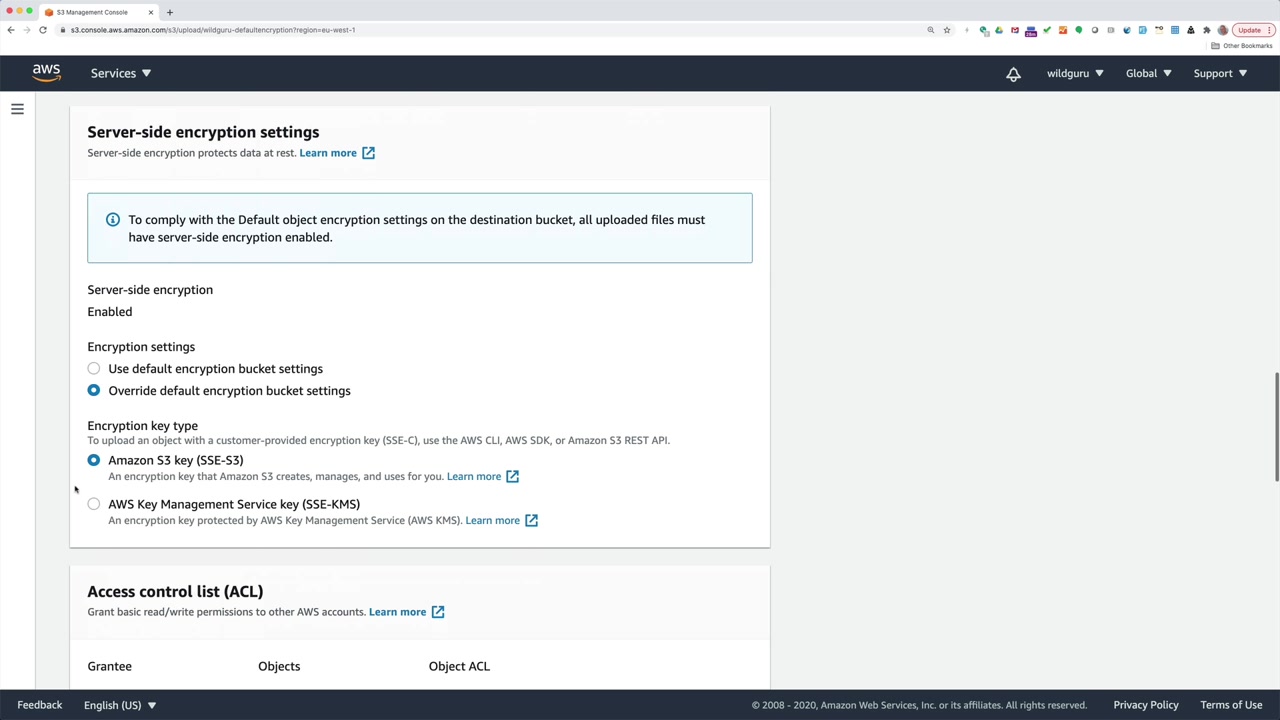 S3 Management Console
s3.console.aws.amazon.com/s3/upload/wildguru-defaultencryption?region=eu-west-1
Update
Other Bookmarks
aws
Services
wildguru
Global
Support
Server-side encryption settings
Server-side encryption protects data at rest. Learn more
To comply with the Default object encryption settings on the destination bucket, all uploaded files must
have server-side encryption enabled.
Server-side encryption
Enabled
Encryption settings
Use default encryption bucket settings
Override default encryption bucket settings
Encryption key type
To upload an object with a customer-provided encryption key (SSE-C), use the AWS CLI, AWS SDK, or Amazon S3 REST API.
Amazon S3 key (SSE-S3)
An encryption key that Amazon S3 creates, manages, and uses for you. Learn more
AWS Key Management Service key (SSE-KMS)
An encryption key protected by AWS Key Management Service (AWS KMS). Learn more
Access control list (ACL)
Grant basic read/write permissions to other AWS accounts. Learn more
Grantee Objects Object ACL
Feedback English (US) © 2008 - 2020, Amazon Web Services, Inc. or its affiliates. All rights reserved. Privacy Policy Terms of Use